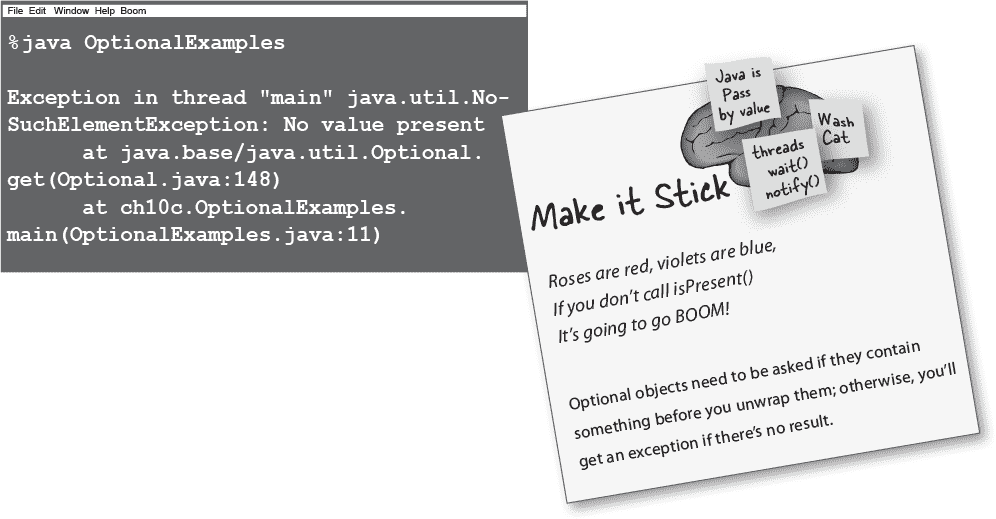 File Edit Window Help Boom
%java OptionalExamples
Exception in thread "main" java.util.No-
SuchElementException: No value present
at java.base/java.util.Optional.
get(Optional.java:148)
at ch10c.OptionalExamples.
main(OptionalExamples.java:11)
Java is
Pass
by value
Wash
Cat
threads
wait()
notify()
Make it Stick
Roses are red, violets are blue,
If you don't call isPresent()
It's going to go BOOM!
Optional objects need to be asked if they contain
something before you unwrap them; otherwise, you'll
get an exception if there's no result.